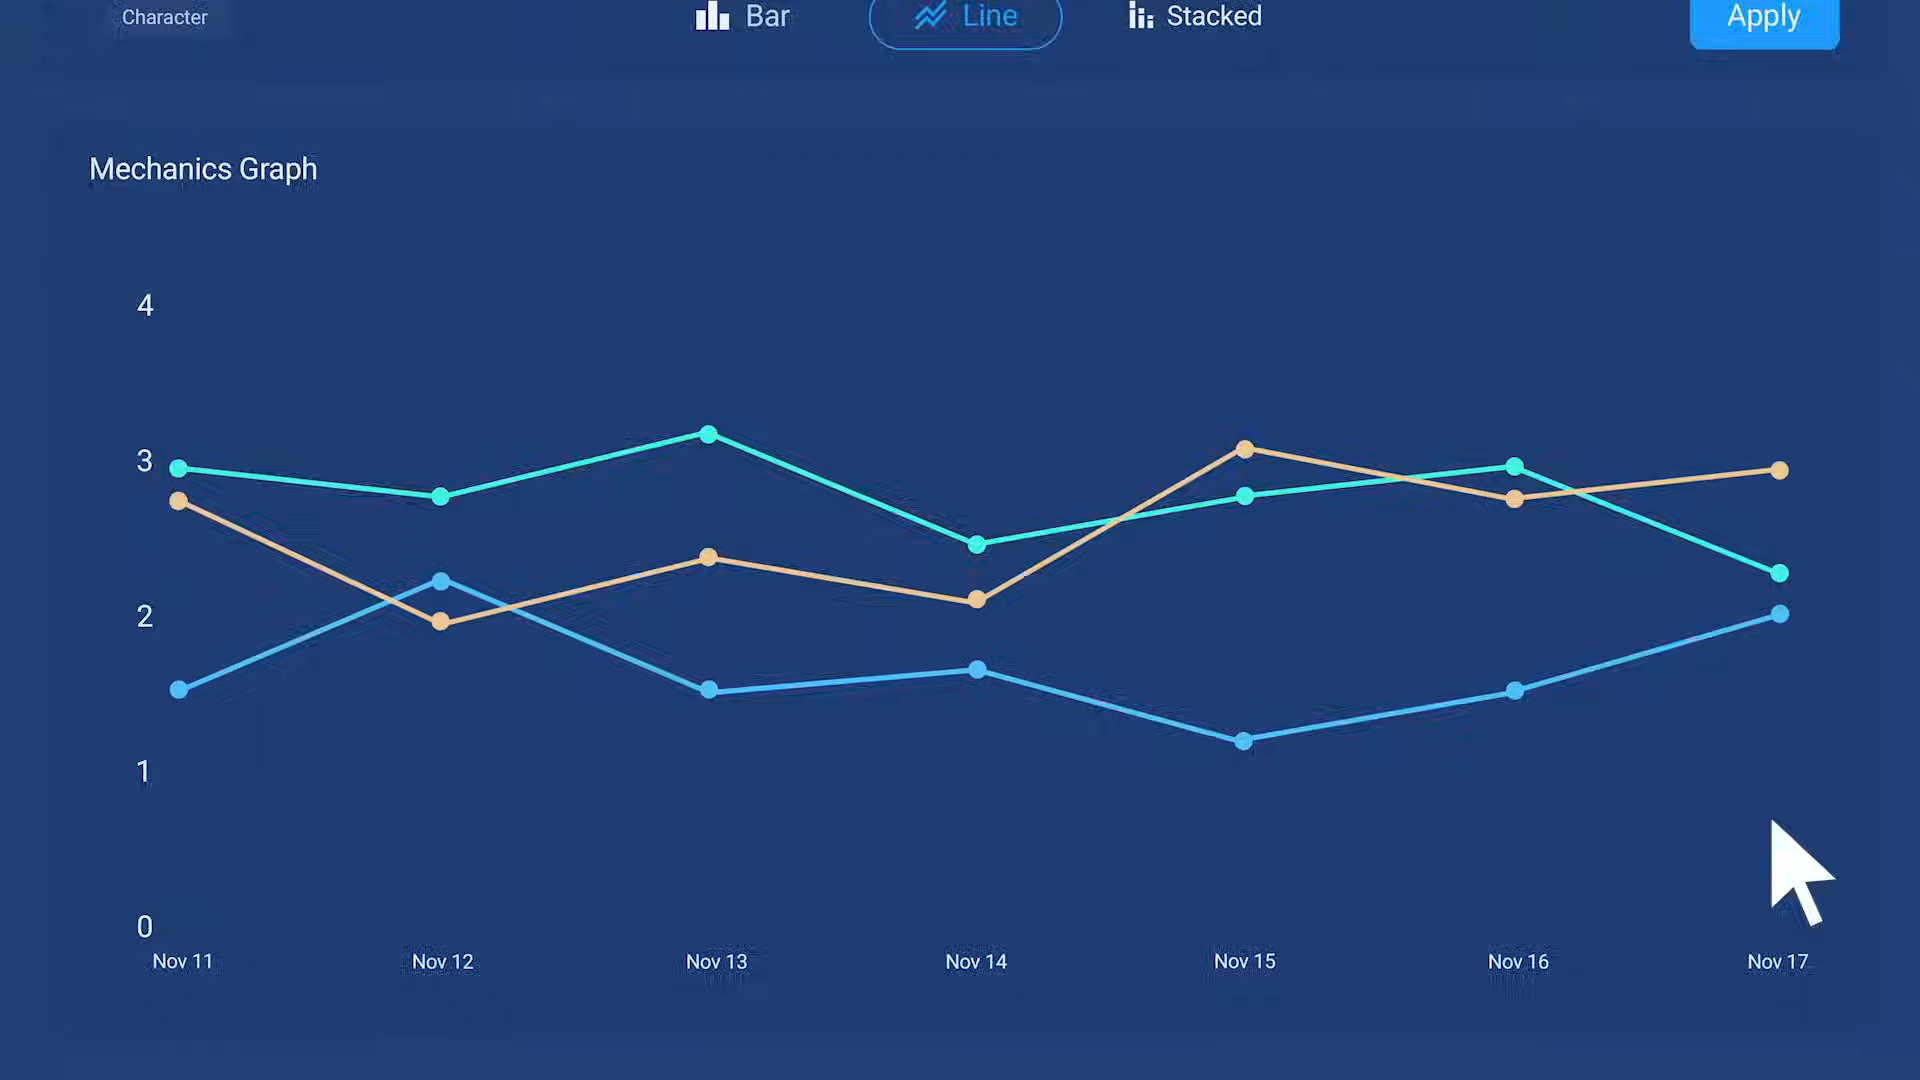 Character
Bar
Line
Stacked
Apply
Mechanics Graph
4
3
2
1
0
Nov 11
Nov 12
Nov 13
Nov 14
Nov 15
Nov 16
Nov 17